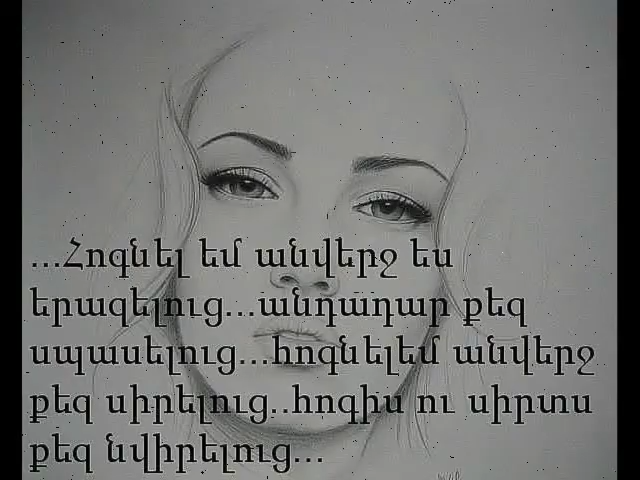 ...Հոգնել եմ անվերջ ես
երազելուց...անդադար քեզ
սպասելուց...հոգնելեմ անվերջ
քեզ սիրելուց..հոգիս ու սիրտս
քեզ նվիրելուց...